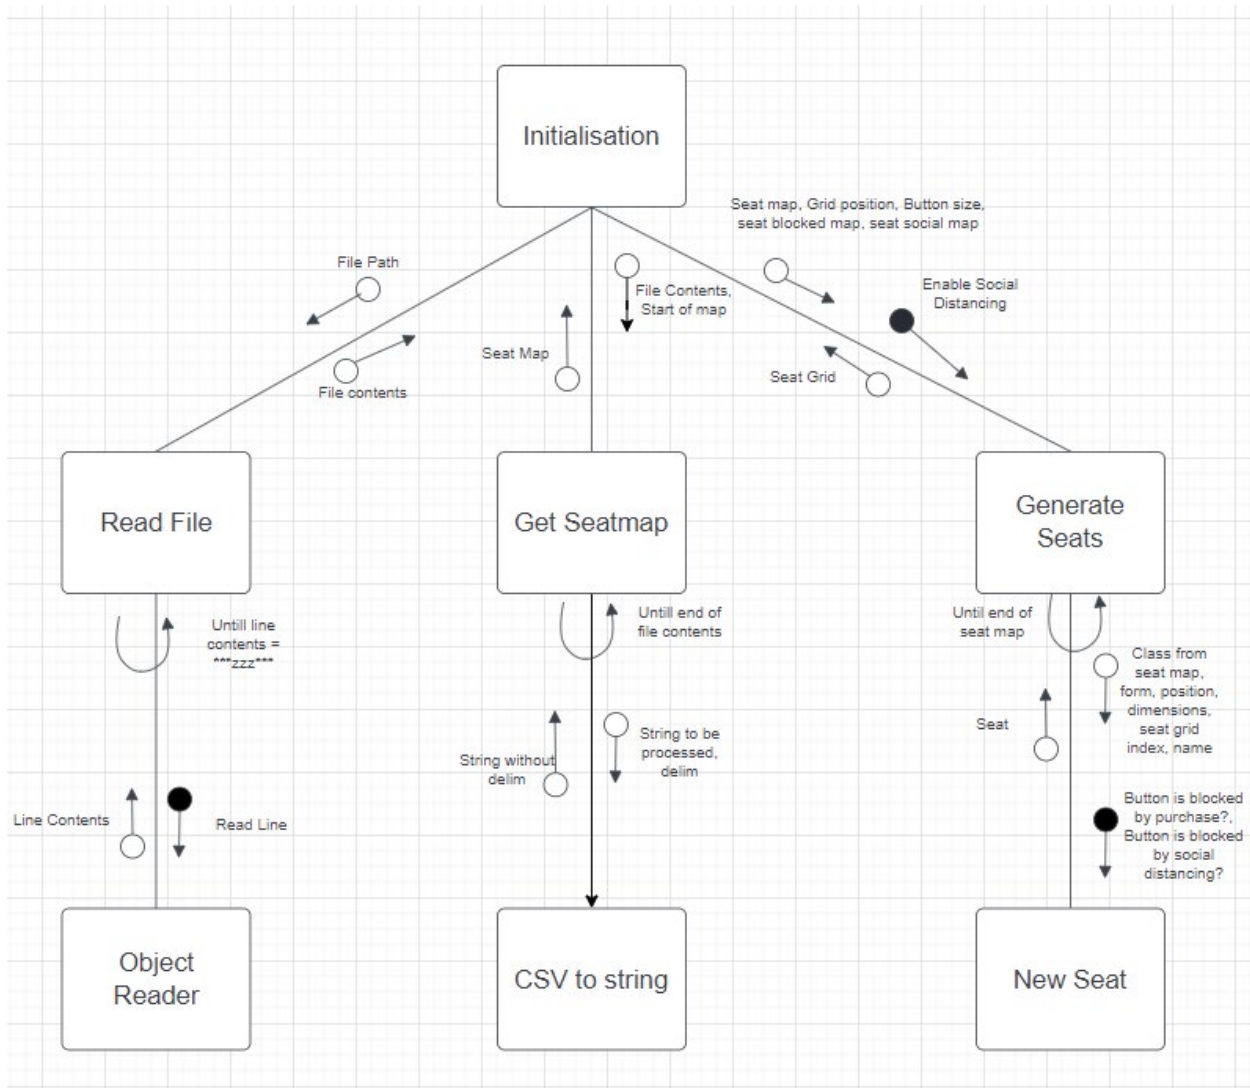 Initialisation
Seat map, Grid position, Button size,
seat blocked map, seat social map
File Path
File Contents,
Start of map
Enable Social
Distancing
Seat Map
Seat Grid
File contents
Read File
Get Seatmap
Generate
Seats
Untill line
contents =
***zzz***
Untill end of
file contents
Untill end of
seat map
Class from
seat map,
form, position,
dimensions,
seat grid
index, name
Seat
String without
delim
String to be
processed,
delim
Line Contents
Read Line
Button is blocked
by purchase?,
Button is blocked
by social
distancing?
Object
Reader
CSV to string
New Seat